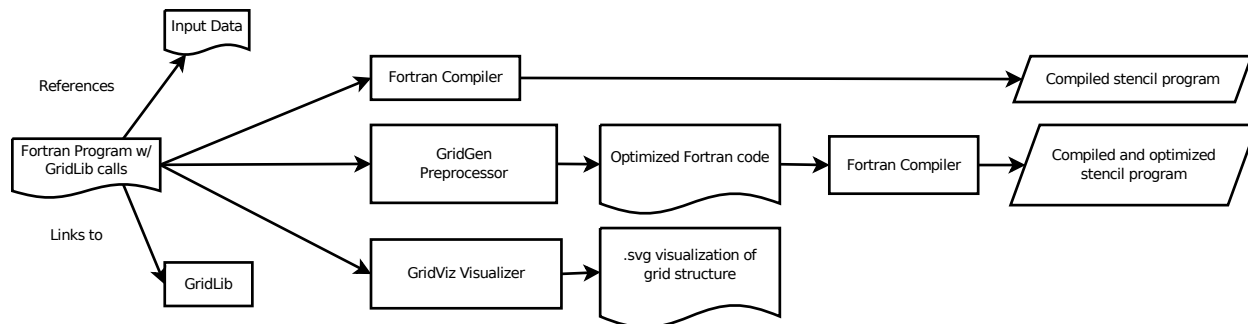 Input Data
References
Fortran Compiler
Compiled stencil program
Fortran Program w/
GridLib calls
GridGen
Preprocessor
Optimized Fortran code
Fortran Compiler
Compiled and optimized
stencil program
Links to
GridLib
GridViz Visualizer
.svg visualization of
grid structure